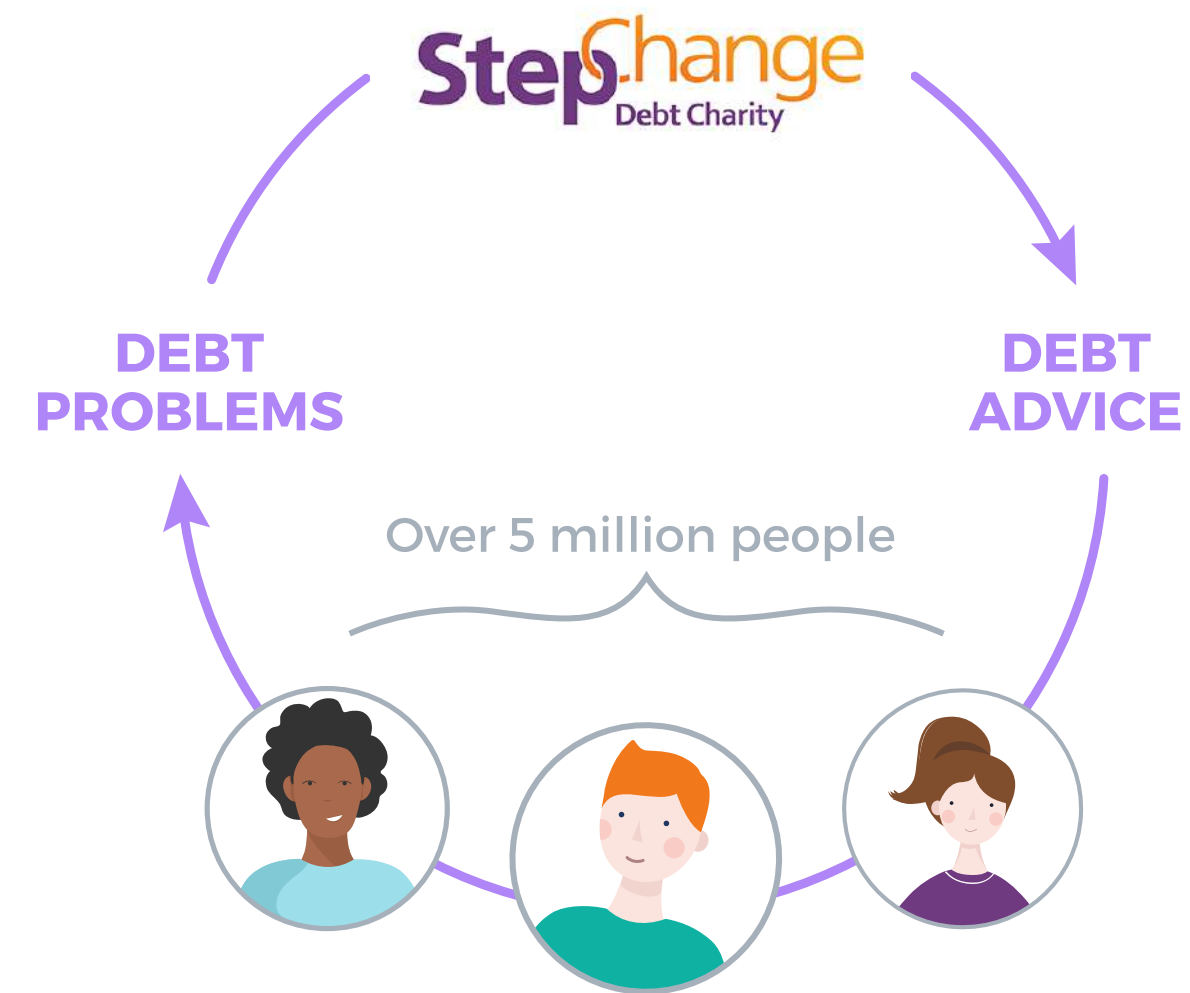 StepChange
Debt Charity
DEBT
PROBLEMS
DEBT
ADVICE
Over 5 million people